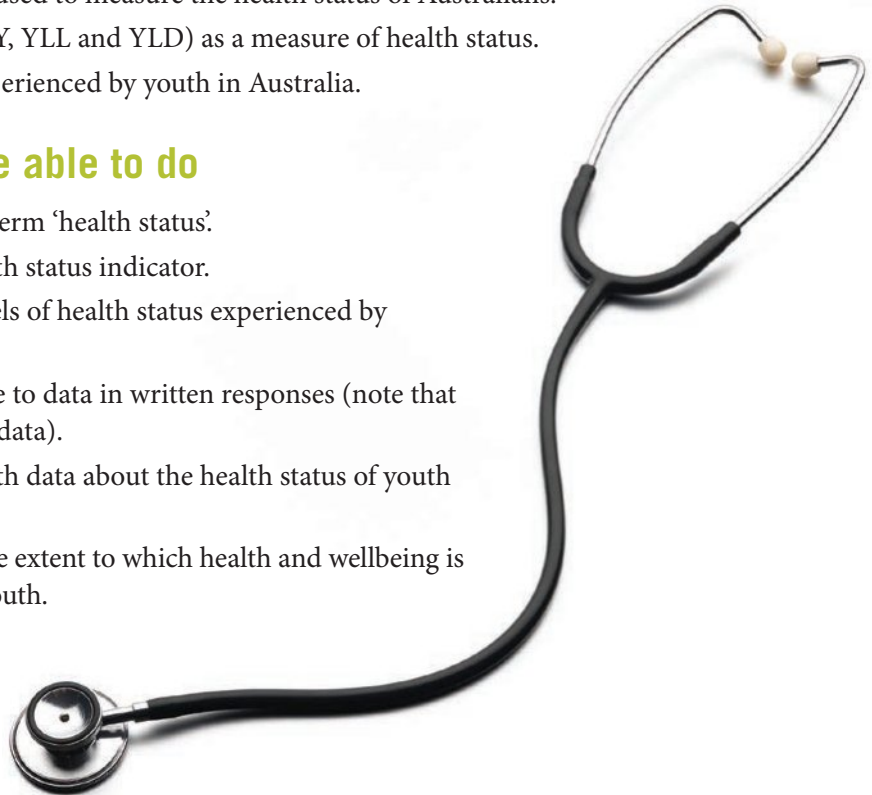 used to measure the health status of Australians.
Y, YLL and YLD) as a measure of health status.
erienced by youth in Australia.
e able to do
erm ‘health status’.
th status indicator.
els of health status experienced by
e to data in written responses (note that
data).
th data about the health status of youth
e extent to which health and wellbeing is
outh.